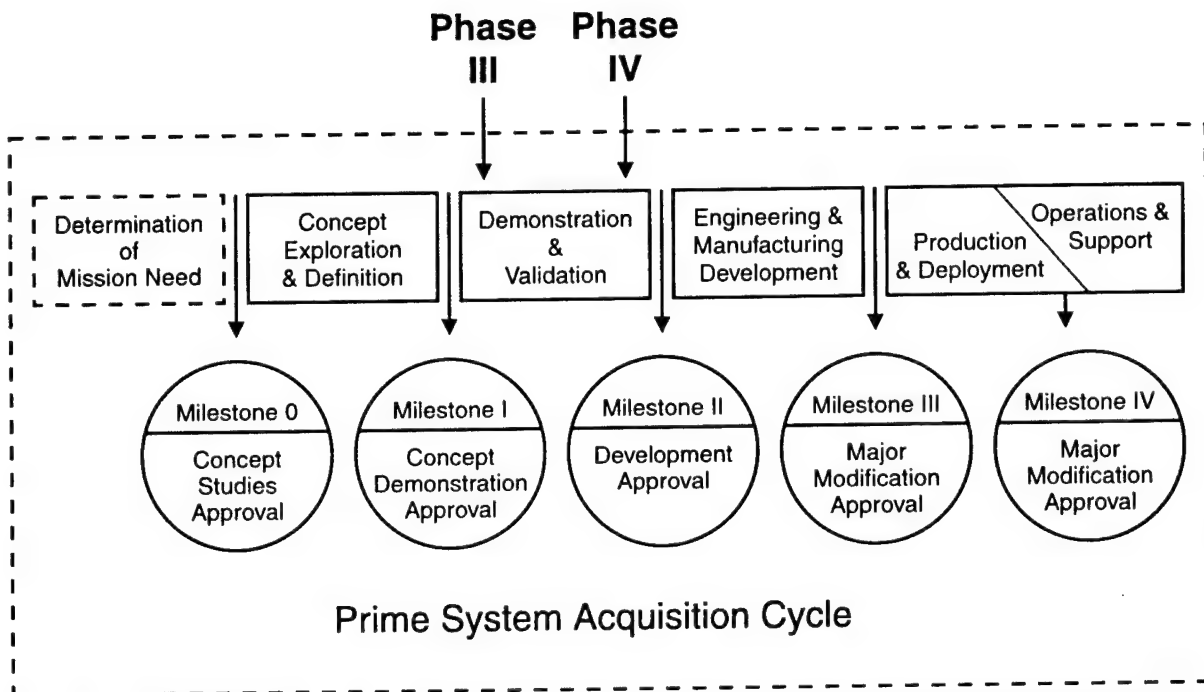 Phase
III
Phase
IV
Determination
of
Mission Need
Concept
Exploration
& Definition
Demonstration
&
Validation
Engineering &
Manufacturing
Development
Production
& Deployment
Operations &
Support
Milestone 0
Concept
Studies
Approval
Milestone I
Concept
Demonstration
Approval
Milestone II
Development
Approval
Milestone III
Major
Modification
Approval
Milestone IV
Major
Modification
Approval
Prime System Acquisition Cycle